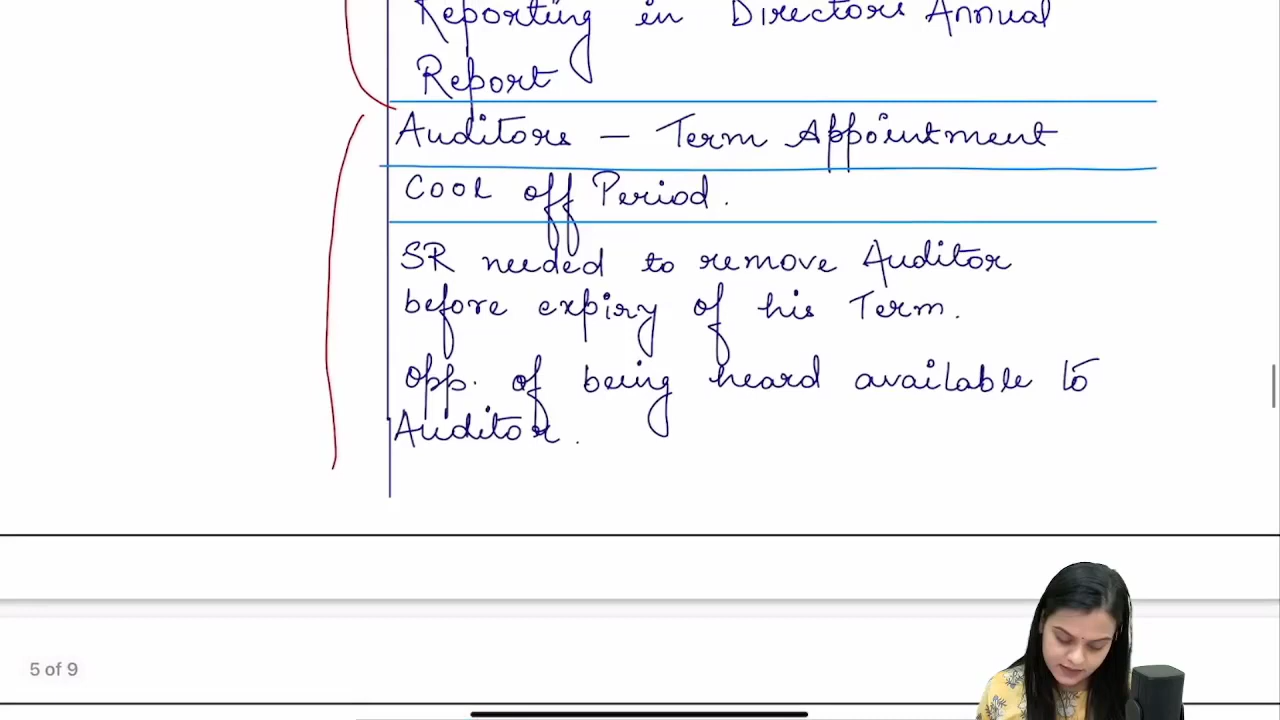 Reporting in Directors Annual
Report
Auditors - Term Appointment
Cool off Period.
SR needed to remove Auditor
before expiry of his Term.
Opp. of being heard available to
Auditor.
5 of 9